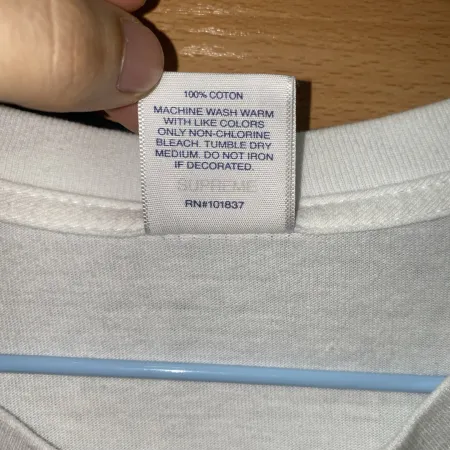 100% COTON
MACHINE WASH WARM
WITH LIKE COLORS
ONLY NON-CHLORINE
BLEACH. TUMBLE DRY
MEDIUM. DO NOT IRON
IF DECORATED.
SUPREME
RN#101837